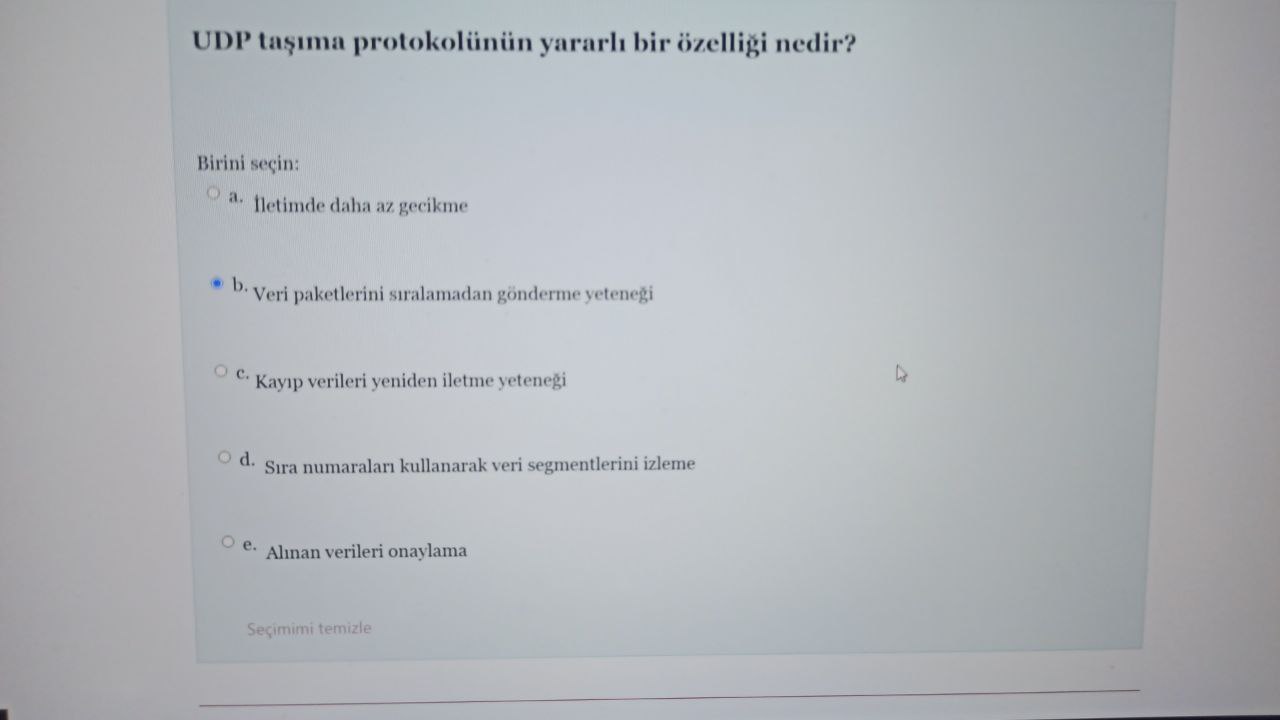 UDP taşıma protokolünün yararlı bir özelliği nedir?
Birini seçin:
a. İletimde daha az gecikme
b. Veri paketlerini sıralamadan gönderme yeteneği
c. Kayıp verileri yeniden iletme yeteneği
d. Sıra numaraları kullanarak veri segmentlerini izleme
e. Alınan verileri onaylama
Seçimimi temizle